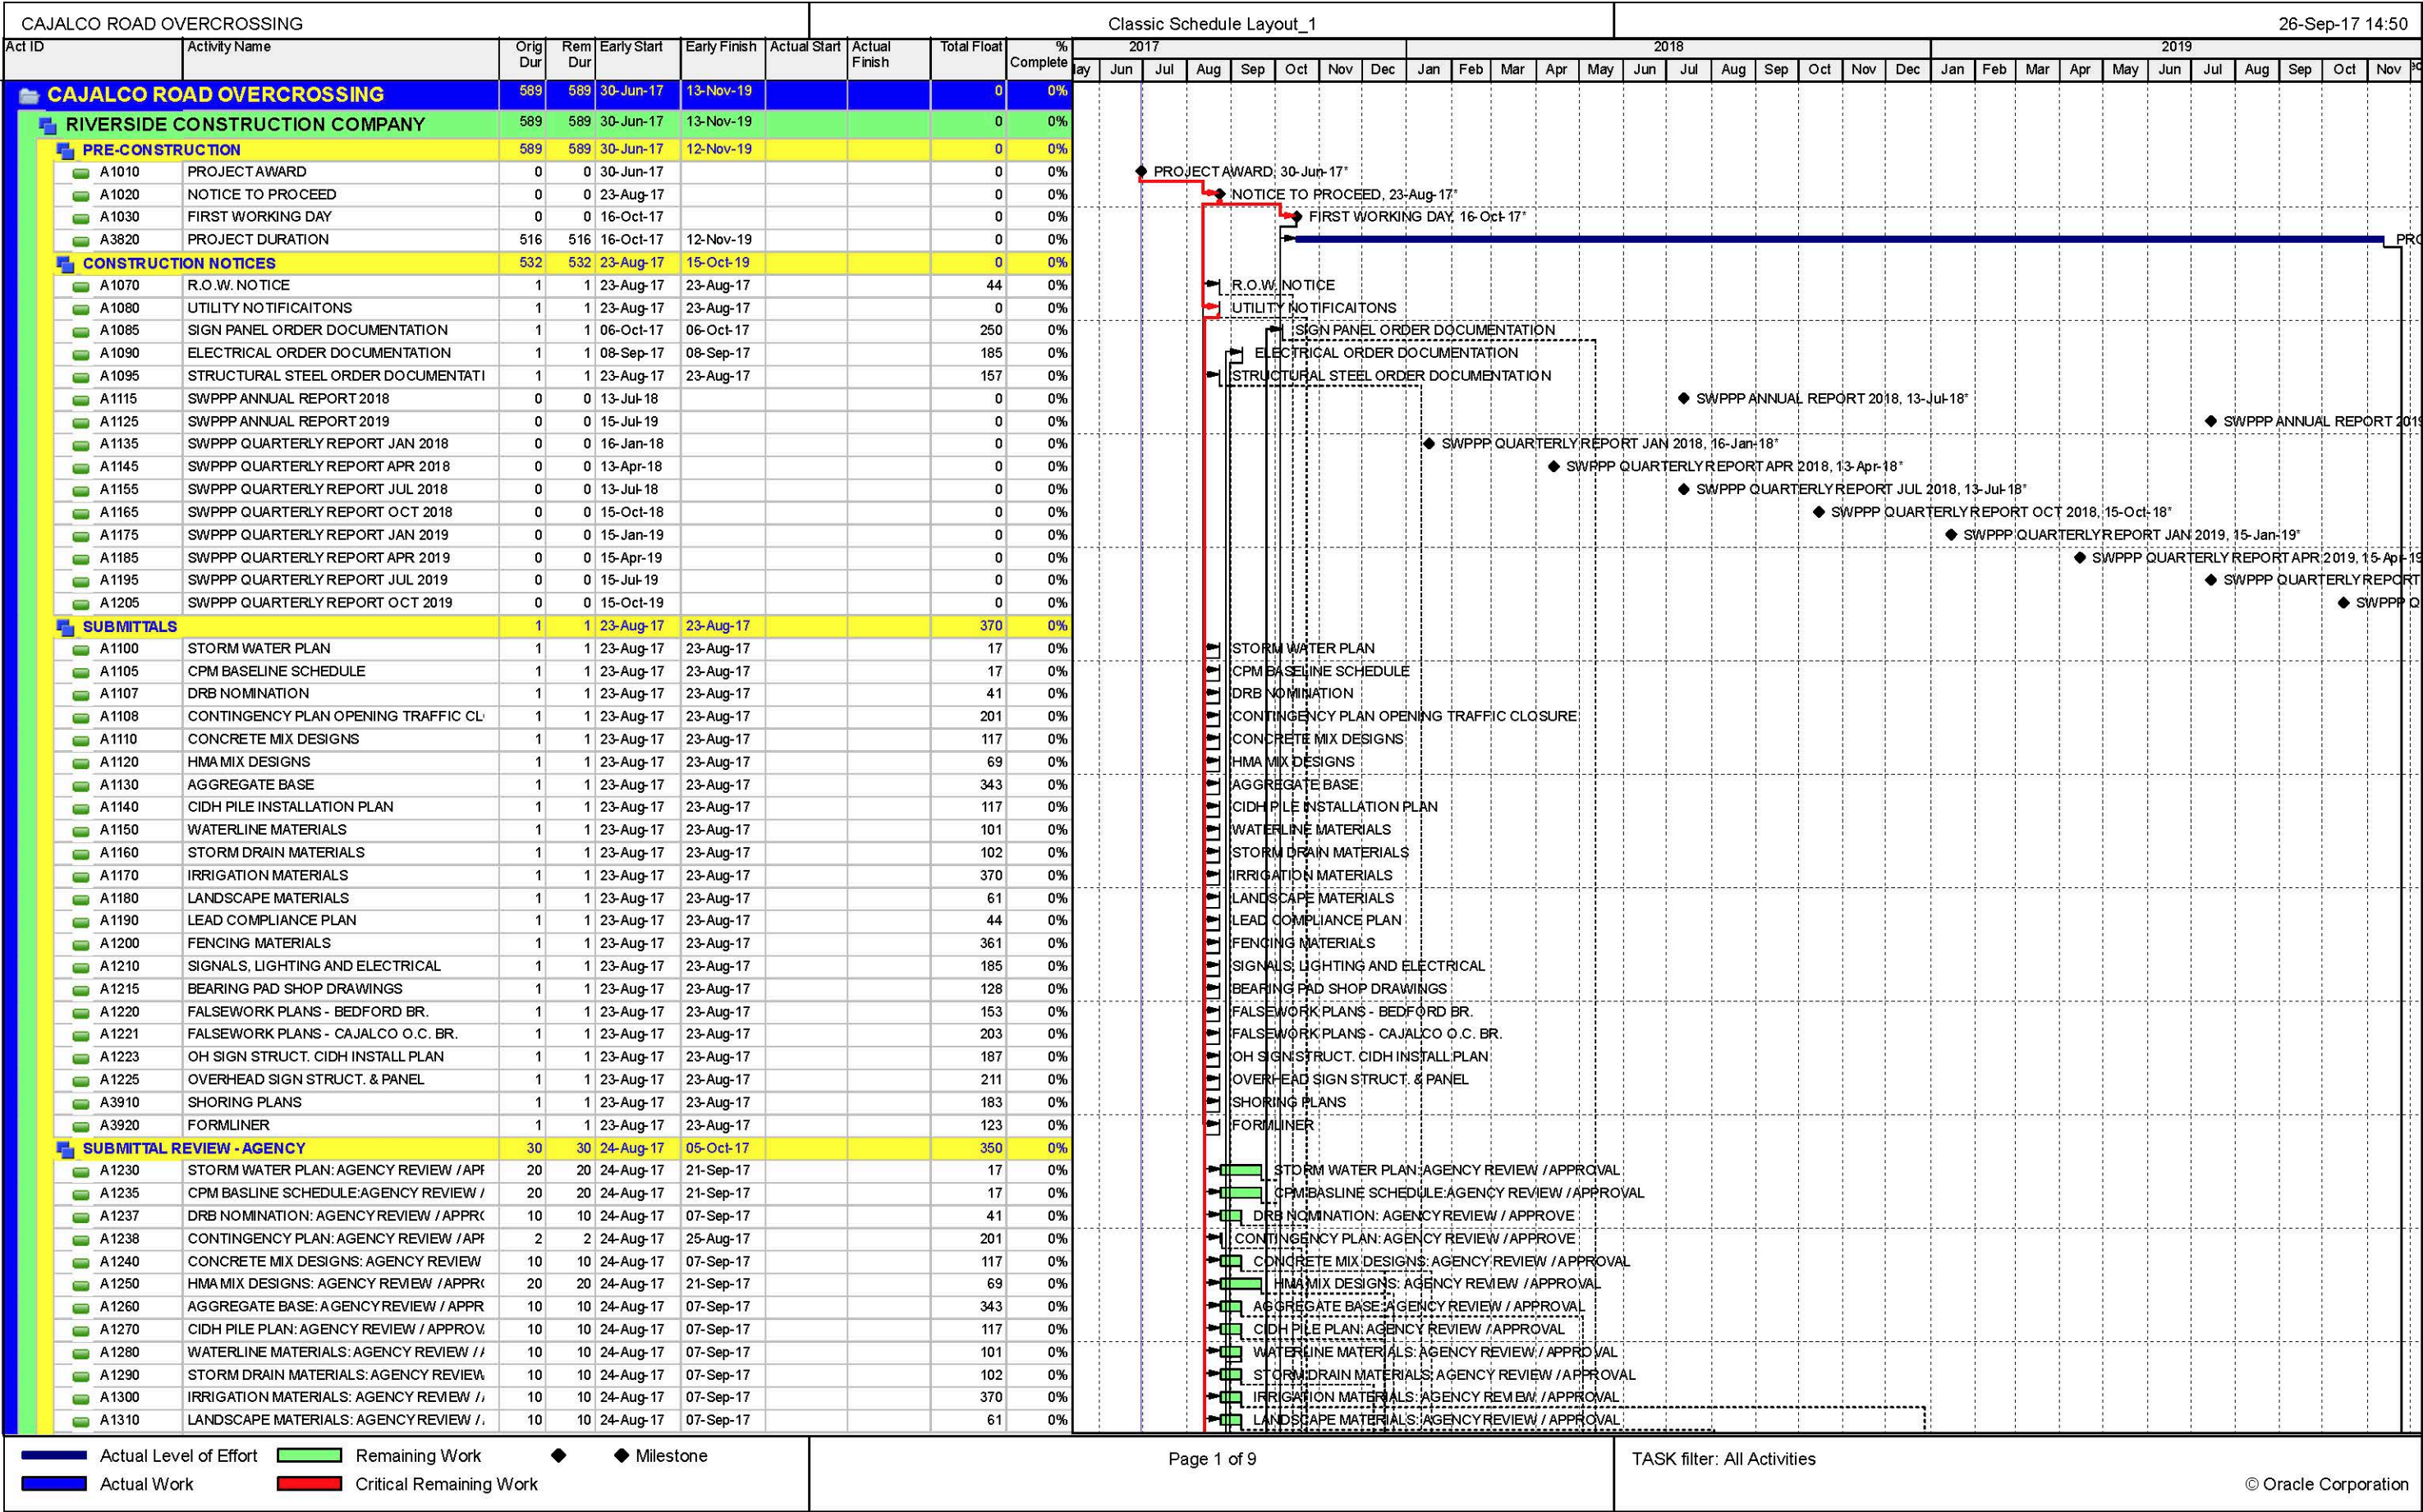 CAJALCO ROAD OVERCROSSING Classic Schedule Layout_1 26-Sep-17 14:50
Act ID Activity Name Orig Dur Rem Dur Early Start Early Finish Actual Start Actual Finish Total Float % Complete 2017 2018 2019
Jun Jul Aug Sep Oct Nov Dec Jan Feb Mar Apr May Jun Jul Aug Sep Oct Nov Dec Jan Feb Mar Apr May Jun Jul Aug Sep Oct Nov
CAJALCO ROAD OVERCROSSING 589 589 30-Jun-17 13-Nov-19 0 0%
RIVERSIDE CONSTRUCTION COMPANY 589 589 30-Jun-17 13-Nov-19 0 0%
PRE-CONSTRUCTION 589 589 30-Jun-17 12-Nov-19 0 0%
A1010 PROJECT AWARD 0 0 30-Jun-17 0 0% PROJECT AWARD, 30-Jun-17*
A1020 NOTICE TO PROCEED 0 0 23-Aug-17 0 0% NOTICE TO PROCEED, 23-Aug-17*
A1030 FIRST WORKING DAY 0 0 16-Oct-17 0 0% FIRST WORKING DAY, 16-Oct-17*
A3820 PROJECT DURATION 516 516 16-Oct-17 12-Nov-19 0 0% PRO
CONSTRUCTION NOTICES 532 532 23-Aug-17 15-Oct-19 0 0%
A1070 R.O.W. NOTICE 1 1 23-Aug-17 23-Aug-17 44 0% R.O.W. NOTICE
A1080 UTILITY NOTIFICAITONS 1 1 23-Aug-17 23-Aug-17 0 0% UTILITY NOTIFICAITONS
A1085 SIGN PANEL ORDER DOCUMENTATION 1 1 06-Oct-17 06-Oct-17 250 0% SIGN PANEL ORDER DOCUMENTATION
A1090 ELECTRICAL ORDER DOCUMENTATION 1 1 08-Sep-17 08-Sep-17 185 0% ELECTRICAL ORDER DOCUMENTATION
A1095 STRUCTURAL STEEL ORDER DOCUMENTATI 1 1 23-Aug-17 23-Aug-17 157 0% STRUCTURAL STEEL ORDER DOCUMENTATION
A1115 SWPPP ANNUAL REPORT 2018 0 0 13-Jul-18 0 0% SWPPP ANNUAL REPORT 2018, 13-Jul-18*
A1125 SWPPP ANNUAL REPORT 2019 0 0 15-Jul-19 0 0% SWPPP ANNUAL REPORT 2019
A1135 SWPPP QUARTERLY REPORT JAN 2018 0 0 16-Jan-18 0 0% SWPPP QUARTERLY REPORT JAN 2018, 16-Jan-18*
A1145 SWPPP QUARTERLY REPORT APR 2018 0 0 13-Apr-18 0 0% SWPPP QUARTERLY REPORT APR 2018, 13-Apr-18*
A1155 SWPPP QUARTERLY REPORT JUL 2018 0 0 13-Jul-18 0 0% SWPPP QUARTERLY REPORT JUL 2018, 13-Jul-18*
A1165 SWPPP QUARTERLY REPORT OCT 2018 0 0 15-Oct-18 0 0% SWPPP QUARTERLY REPORT OCT 2018, 15-Oct-18*
A1175 SWPPP QUARTERLY REPORT JAN 2019 0 0 15-Jan-19 0 0% SWPPP QUARTERLY REPORT JAN 2019, 15-Jan-19*
A1185 SWPPP QUARTERLY REPORT APR 2019 0 0 15-Apr-19 0 0% SWPPP QUARTERLY REPORT APR 2019, 15-Apr-19
A1195 SWPPP QUARTERLY REPORT JUL 2019 0 0 15-Jul-19 0 0% SWPPP QUARTERLY REPORT
A1205 SWPPP QUARTERLY REPORT OCT 2019 0 0 15-Oct-19 0 0% SWPPP Q
SUBMITTALS 1 1 23-Aug-17 23-Aug-17 370 0%
A1100 STORM WATER PLAN 1 1 23-Aug-17 23-Aug-17 17 0% STORM WATER PLAN
A1105 CPM BASELINE SCHEDULE 1 1 23-Aug-17 23-Aug-17 17 0% CPM BASELINE SCHEDULE
A1107 DRB NOMINATION 1 1 23-Aug-17 23-Aug-17 41 0% DRB NOMINATION
A1108 CONTINGENCY PLAN OPENING TRAFFIC CL 1 1 23-Aug-17 23-Aug-17 201 0% CONTINGENCY PLAN OPENING TRAFFIC CLOSURE
A1110 CONCRETE MIX DESIGNS 1 1 23-Aug-17 23-Aug-17 117 0% CONCRETE MIX DESIGNS
A1120 HMA MIX DESIGNS 1 1 23-Aug-17 23-Aug-17 69 0% HMA MIX DESIGNS
A1130 AGGREGATE BASE 1 1 23-Aug-17 23-Aug-17 343 0% AGGREGATE BASE
A1140 CIDH PILE INSTALLATION PLAN 1 1 23-Aug-17 23-Aug-17 117 0% CIDH PILE INSTALLATION PLAN
A1150 WATERLINE MATERIALS 1 1 23-Aug-17 23-Aug-17 101 0% WATERLINE MATERIALS
A1160 STORM DRAIN MATERIALS 1 1 23-Aug-17 23-Aug-17 102 0% STORM DRAIN MATERIALS
A1170 IRRIGATION MATERIALS 1 1 23-Aug-17 23-Aug-17 370 0% IRRIGATION MATERIALS
A1180 LANDSCAPE MATERIALS 1 1 23-Aug-17 23-Aug-17 61 0% LANDSCAPE MATERIALS
A1190 LEAD COMPLIANCE PLAN 1 1 23-Aug-17 23-Aug-17 44 0% LEAD COMPLIANCE PLAN
A1200 FENCING MATERIALS 1 1 23-Aug-17 23-Aug-17 361 0% FENCING MATERIALS
A1210 SIGNALS, LIGHTING AND ELECTRICAL 1 1 23-Aug-17 23-Aug-17 185 0% SIGNALS, LIGHTING AND ELECTRICAL
A1215 BEARING PAD SHOP DRAWINGS 1 1 23-Aug-17 23-Aug-17 128 0% BEARING PAD SHOP DRAWINGS
A1220 FALSEWORK PLANS - BEDFORD BR. 1 1 23-Aug-17 23-Aug-17 153 0% FALSEWORK PLANS - BEDFORD BR.
A1221 FALSEWORK PLANS - CAJALCO O.C. BR. 1 1 23-Aug-17 23-Aug-17 203 0% FALSEWORK PLANS - CAJALCO O.C. BR.
A1223 OH SIGN STRUCT. CIDH INSTALL PLAN 1 1 23-Aug-17 23-Aug-17 187 0% OH SIGN STRUCT. CIDH INSTALL PLAN
A1225 OVERHEAD SIGN STRUCT. & PANEL 1 1 23-Aug-17 23-Aug-17 211 0% OVERHEAD SIGN STRUCT. & PANEL
A3910 SHORING PLANS 1 1 23-Aug-17 23-Aug-17 183 0% SHORING PLANS
A3920 FORMLINER 1 1 23-Aug-17 23-Aug-17 123 0% FORMLINER
SUBMITTAL REVIEW - AGENCY 30 30 24-Aug-17 05-Oct-17 350 0%
A1230 STORM WATER PLAN: AGENCY REVIEW / APF 20 20 24-Aug-17 21-Sep-17 17 0% STORM WATER PLAN: AGENCY REVIEW / APPROVAL
A1235 CPM BASLINE SCHEDULE:AGENCY REVIEW / 20 20 24-Aug-17 21-Sep-17 17 0% CPM BASLINE SCHEDULE:AGENCY REVIEW / APPROVAL
A1237 DRB NOMINATION: AGENCY REVIEW / APPRO 10 10 24-Aug-17 07-Sep-17 41 0% DRB NOMINATION: AGENCY REVIEW / APPROVE
A1238 CONTINGENCY PLAN: AGENCY REVIEW / APF 2 2 24-Aug-17 25-Aug-17 201 0% CONTINGENCY PLAN: AGENCY REVIEW / APPROVE
A1240 CONCRETE MIX DESIGNS: AGENCY REVIEW 10 10 24-Aug-17 07-Sep-17 117 0% CONCRETE MIX DESIGNS: AGENCY REVIEW / APPROVAL
A1250 HMA MIX DESIGNS: AGENCY REVIEW / APPRO 20 20 24-Aug-17 21-Sep-17 69 0% HMA MIX DESIGNS: AGENCY REVIEW / APPROVAL
A1260 AGGREGATE BASE: AGENCY REVIEW / APPR 10 10 24-Aug-17 07-Sep-17 343 0% AGGREGATE BASE: AGENCY REVIEW / APPROVAL
A1270 CIDH PILE PLAN: AGENCY REVIEW / APPROV 10 10 24-Aug-17 07-Sep-17 117 0% CIDH PILE PLAN: AGENCY REVIEW / APPROVAL
A1280 WATERLINE MATERIALS: AGENCY REVIEW / 10 10 24-Aug-17 07-Sep-17 101 0% WATERLINE MATERIALS: AGENCY REVIEW / APPROVAL
A1290 STORM DRAIN MATERIALS: AGENCY REVIEW 10 10 24-Aug-17 07-Sep-17 102 0% STORM DRAIN MATERIALS: AGENCY REVIEW / APPROVAL
A1300 IRRIGATION MATERIALS: AGENCY REVIEW / 10 10 24-Aug-17 07-Sep-17 370 0% IRRIGATION MATERIALS: AGENCY REVIEW / APPROVAL
A1310 LANDSCAPE MATERIALS: AGENCY REVIEW / 10 10 24-Aug-17 07-Sep-17 61 0% LANDSCAPE MATERIALS: AGENCY REVIEW / APPROVAL
Actual Level of Effort Remaining Work Milestone Page 1 of 9 TASK filter: All Activities
Actual Work Critical Remaining Work © Oracle Corporation